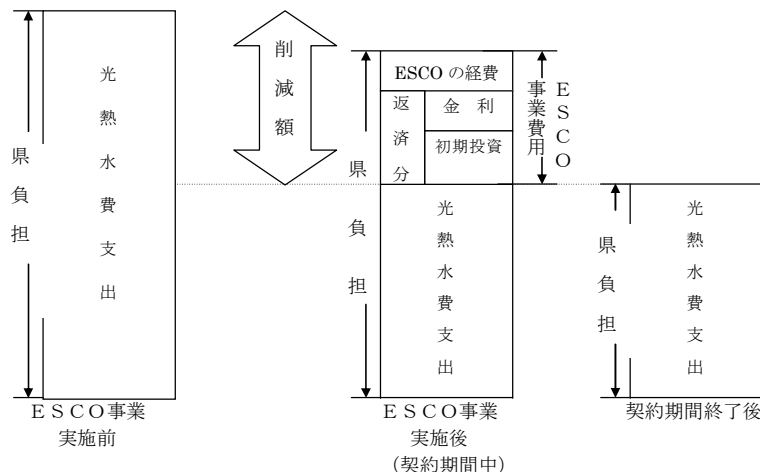 県負担
光熱水費支出
ESCO事業
実施前
削減額
県負担
ESCO の経費
返済分
金利
初期投資
ESCO
事業費用
光熱水費支出
ESCO事業
実施後
(契約期間中)
県負担
光熱水費支出
契約期間終了後